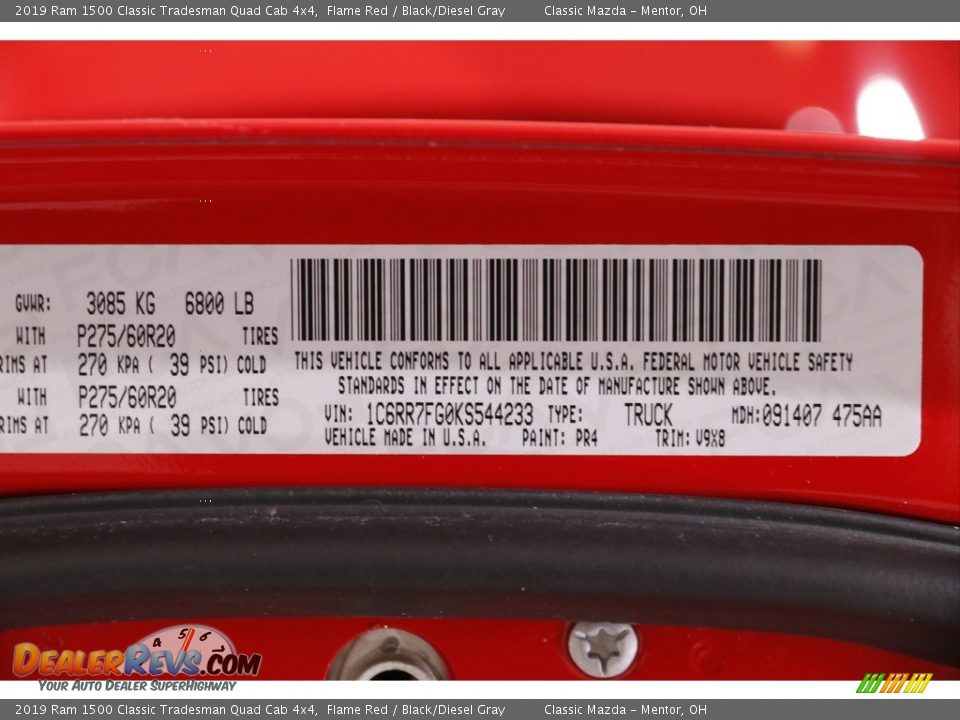 2019 Ram 1500 Classic Tradesman Quad Cab 4x4, Flame Red / Black/Diesel Gray Classic Mazda – Mentor, OH
GVWR: 3085 KG 6800 LB
WITH P275/60R20 TIRES
RIMS AT 270 KPA ( 39 PSI) COLD
WITH P275/60R20 TIRES
RIMS AT 270 KPA ( 39 PSI) COLD
THIS VEHICLE CONFORMS TO ALL APPLICABLE U.S.A. FEDERAL MOTOR VEHICLE SAFETY
STANDARDS IN EFFECT ON THE DATE OF MANUFACTURE SHOWN ABOVE.
VIN: 1C6RR7FG0KS544233 TYPE: TRUCK MDH:091407 475AA
VEHICLE MADE IN U.S.A. PAINT: PR4 TRIM: V9X8
4 5 6
DealerRevs.com
Your Auto Dealer SuperHighway
2019 Ram 1500 Classic Tradesman Quad Cab 4x4, Flame Red / Black/Diesel Gray Classic Mazda – Mentor, OH